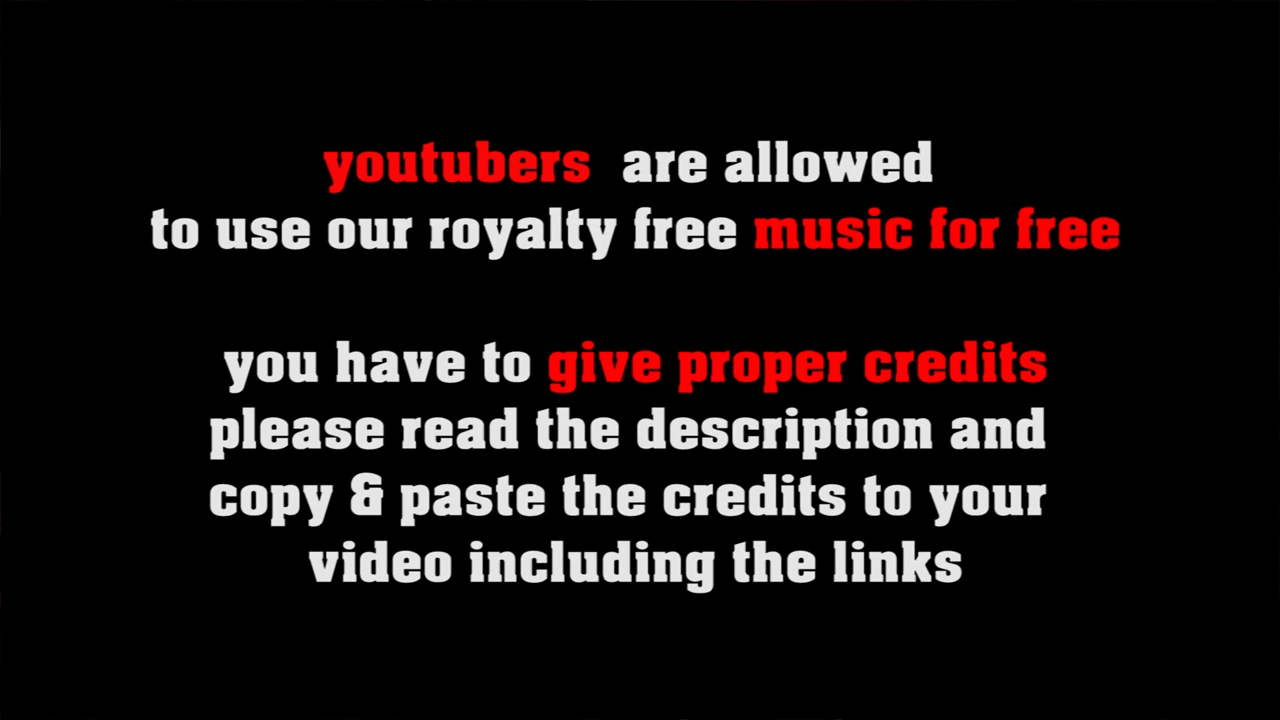 youtubers are allowed
to use our royalty free music for free
you have to give proper credits
please read the description and
copy & paste the credits to your
video including the links